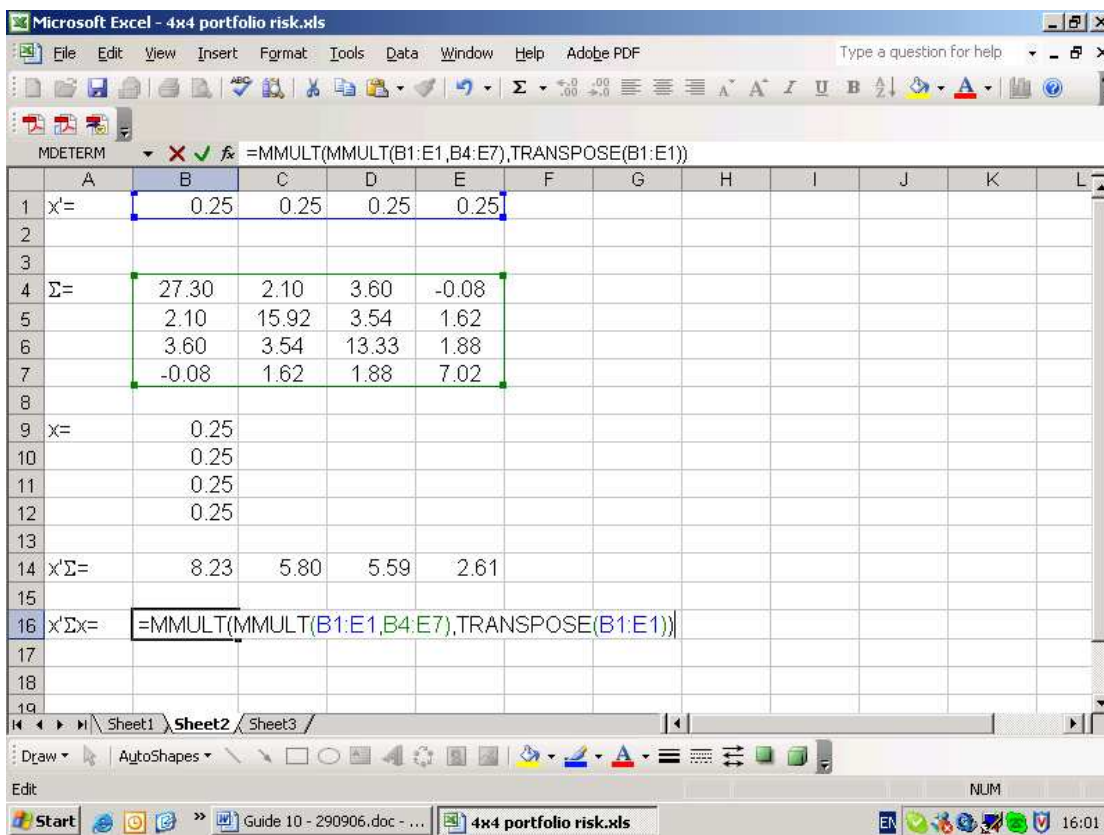 Microsoft Excel - 4x4 portfolio risk.xls
File Edit View Insert Format Tools Data Window Help Adobe PDF Type a question for help
MDETERM fx =MMULT(MMULT(B1:E1,B4:E7),TRANSPOSE(B1:E1))
A B C D E F G H I J K L
1 x'= 0.25 0.25 0.25 0.25
2
3
4 Σ= 27.30 2.10 3.60 -0.08
5 2.10 15.92 3.54 1.62
6 3.60 3.54 13.33 1.88
7 -0.08 1.62 1.88 7.02
8
9 x= 0.25
10 0.25
11 0.25
12 0.25
13
14 x'Σ= 8.23 5.80 5.59 2.61
15
16 x'Σx= =MMULT(MMULT(B1:E1,B4:E7),TRANSPOSE(B1:E1))
17
18
19
Sheet1 Sheet2 Sheet3
Draw AutoShapes
Edit NUM
Start Guide 10 - 290906.doc - ... 4x4 portfolio risk.xls EN 16:01